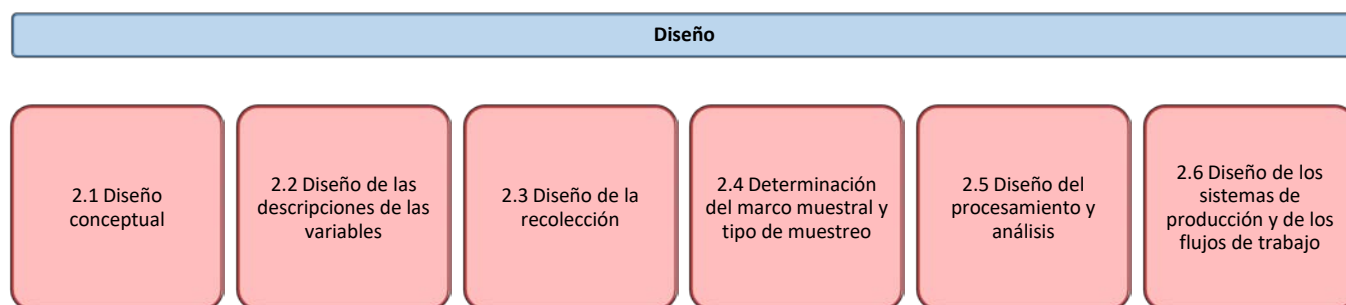 Diseño
2.1 Diseño
conceptual
2.2 Diseño de las
descripciones de las
variables
2.3 Diseño de la
recolección
2.4 Determinación
del marco muestral y
tipo de muestreo
2.5 Diseño del
procesamiento y
análisis
2.6 Diseño de los
sistemas de
producción y de los
flujos de trabajo